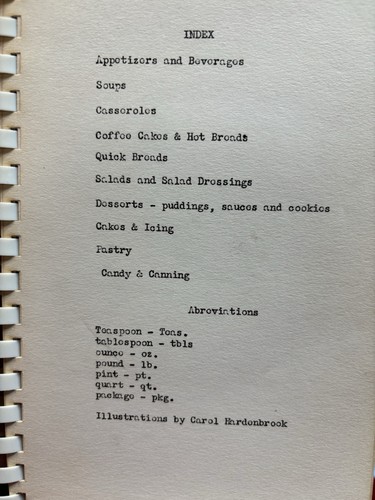 INDEX
Appetizers and Beverages
Soups
Casseroles
Coffee Cakes & Hot Breads
Quick Breads
Salads and Salad Dressings
Desserts - puddings, sauces and cookies
Cakes & Icing
Pastry
Candy & Canning
Abreviations
Teaspoon - Teas.
tablespoon - tbls
ounce - oz.
pound - lb.
pint - pt.
quart - qt.
package - pkg.
Illustrations by Carol Hardenbrook